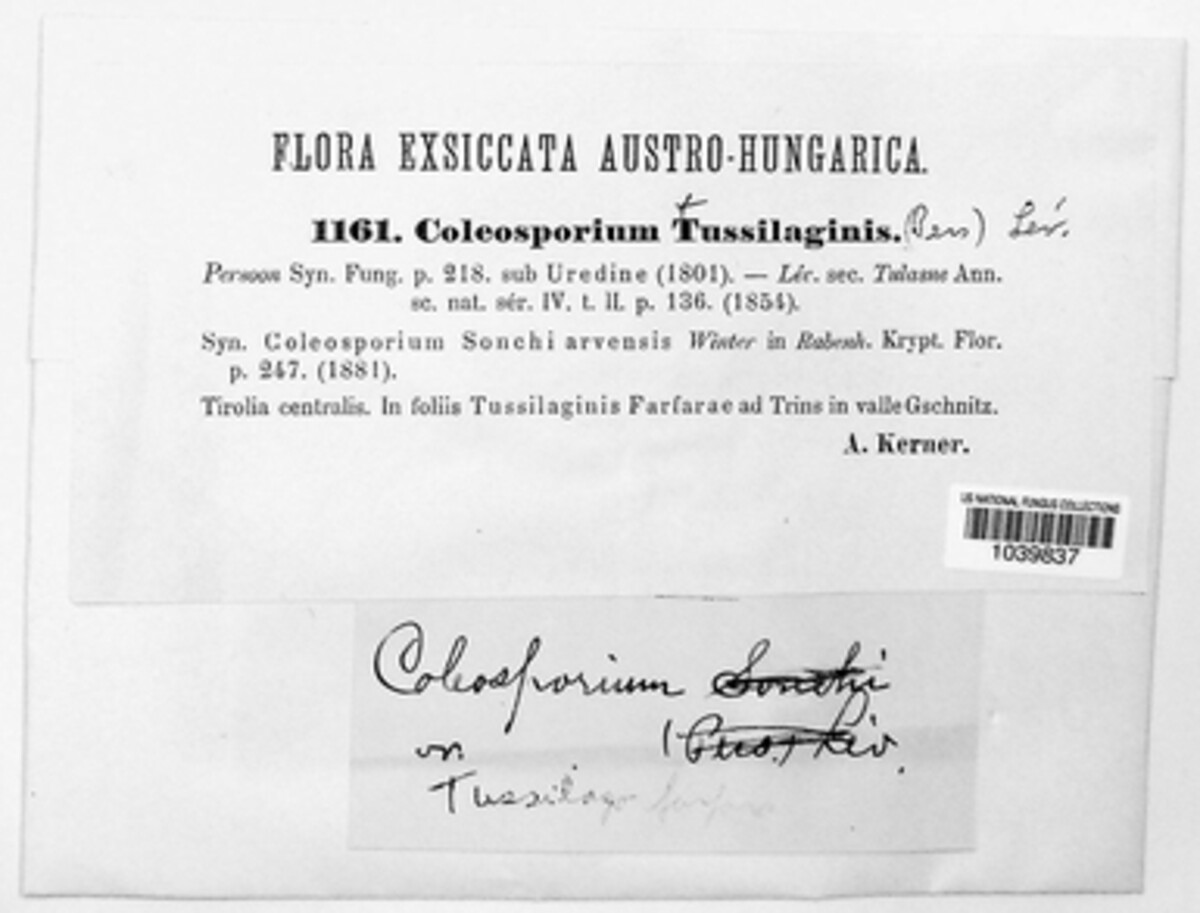 FLORA EXSICCATA AUSTRO-HUNGARICA.
1161. Coleosporium Tussilaginis. (Pers) Lév.
t
Persoon Syn. Fung. p. 218. sub Uredine (1801). — Lév. sec. Tulasne Ann.
sc. nat. sér. IV. t. II. p. 136. (1854).
Syn. Coleosporium Sonchi arvensis Winter in Rabenh. Krypt. Flor.
p. 247. (1881).
Tirolia centralis. In foliis Tussilaginis Farfarae ad Trins in valle Gschnitz.
A. Kerner.
US NATIONAL FUNGUS COLLECTIONS
1039837
Coleosporium Sonchi
on (Pers.) Lév.
Tussilago farfara